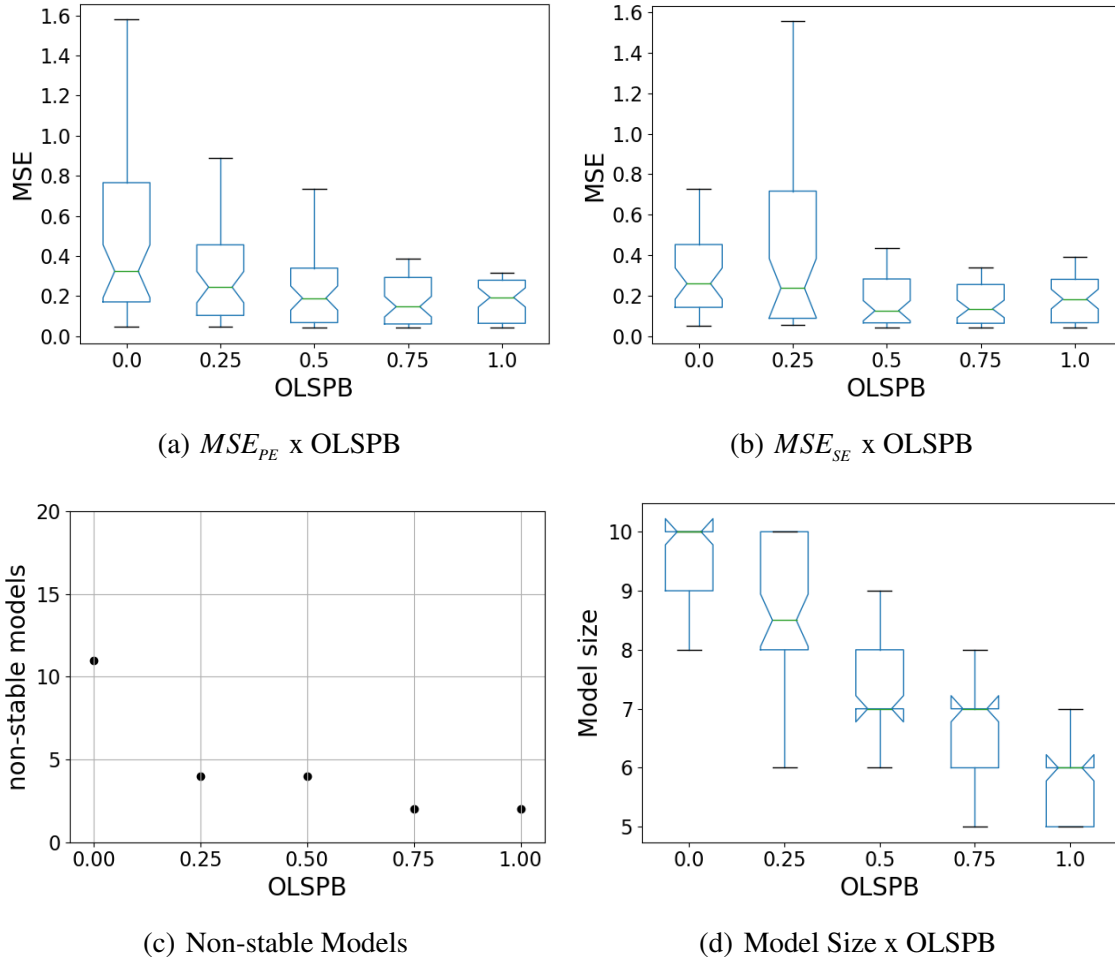 1.6
1.4
1.2
1.0
0.8
0.6
0.4
0.2
0.0
MSE
0.0 0.25 0.5 0.75 1.0
OLSPB
(a) MSE_PE x OLSPB
1.6
1.4
1.2
1.0
0.8
0.6
0.4
0.2
0.0
MSE
0.0 0.25 0.5 0.75 1.0
OLSPB
(b) MSE_SE x OLSPB
20
15
10
5
0
non-stable models
0.00 0.25 0.50 0.75 1.00
OLSPB
(c) Non-stable Models
10
9
8
7
6
5
Model size
0.0 0.25 0.5 0.75 1.0
OLSPB
(d) Model Size x OLSPB